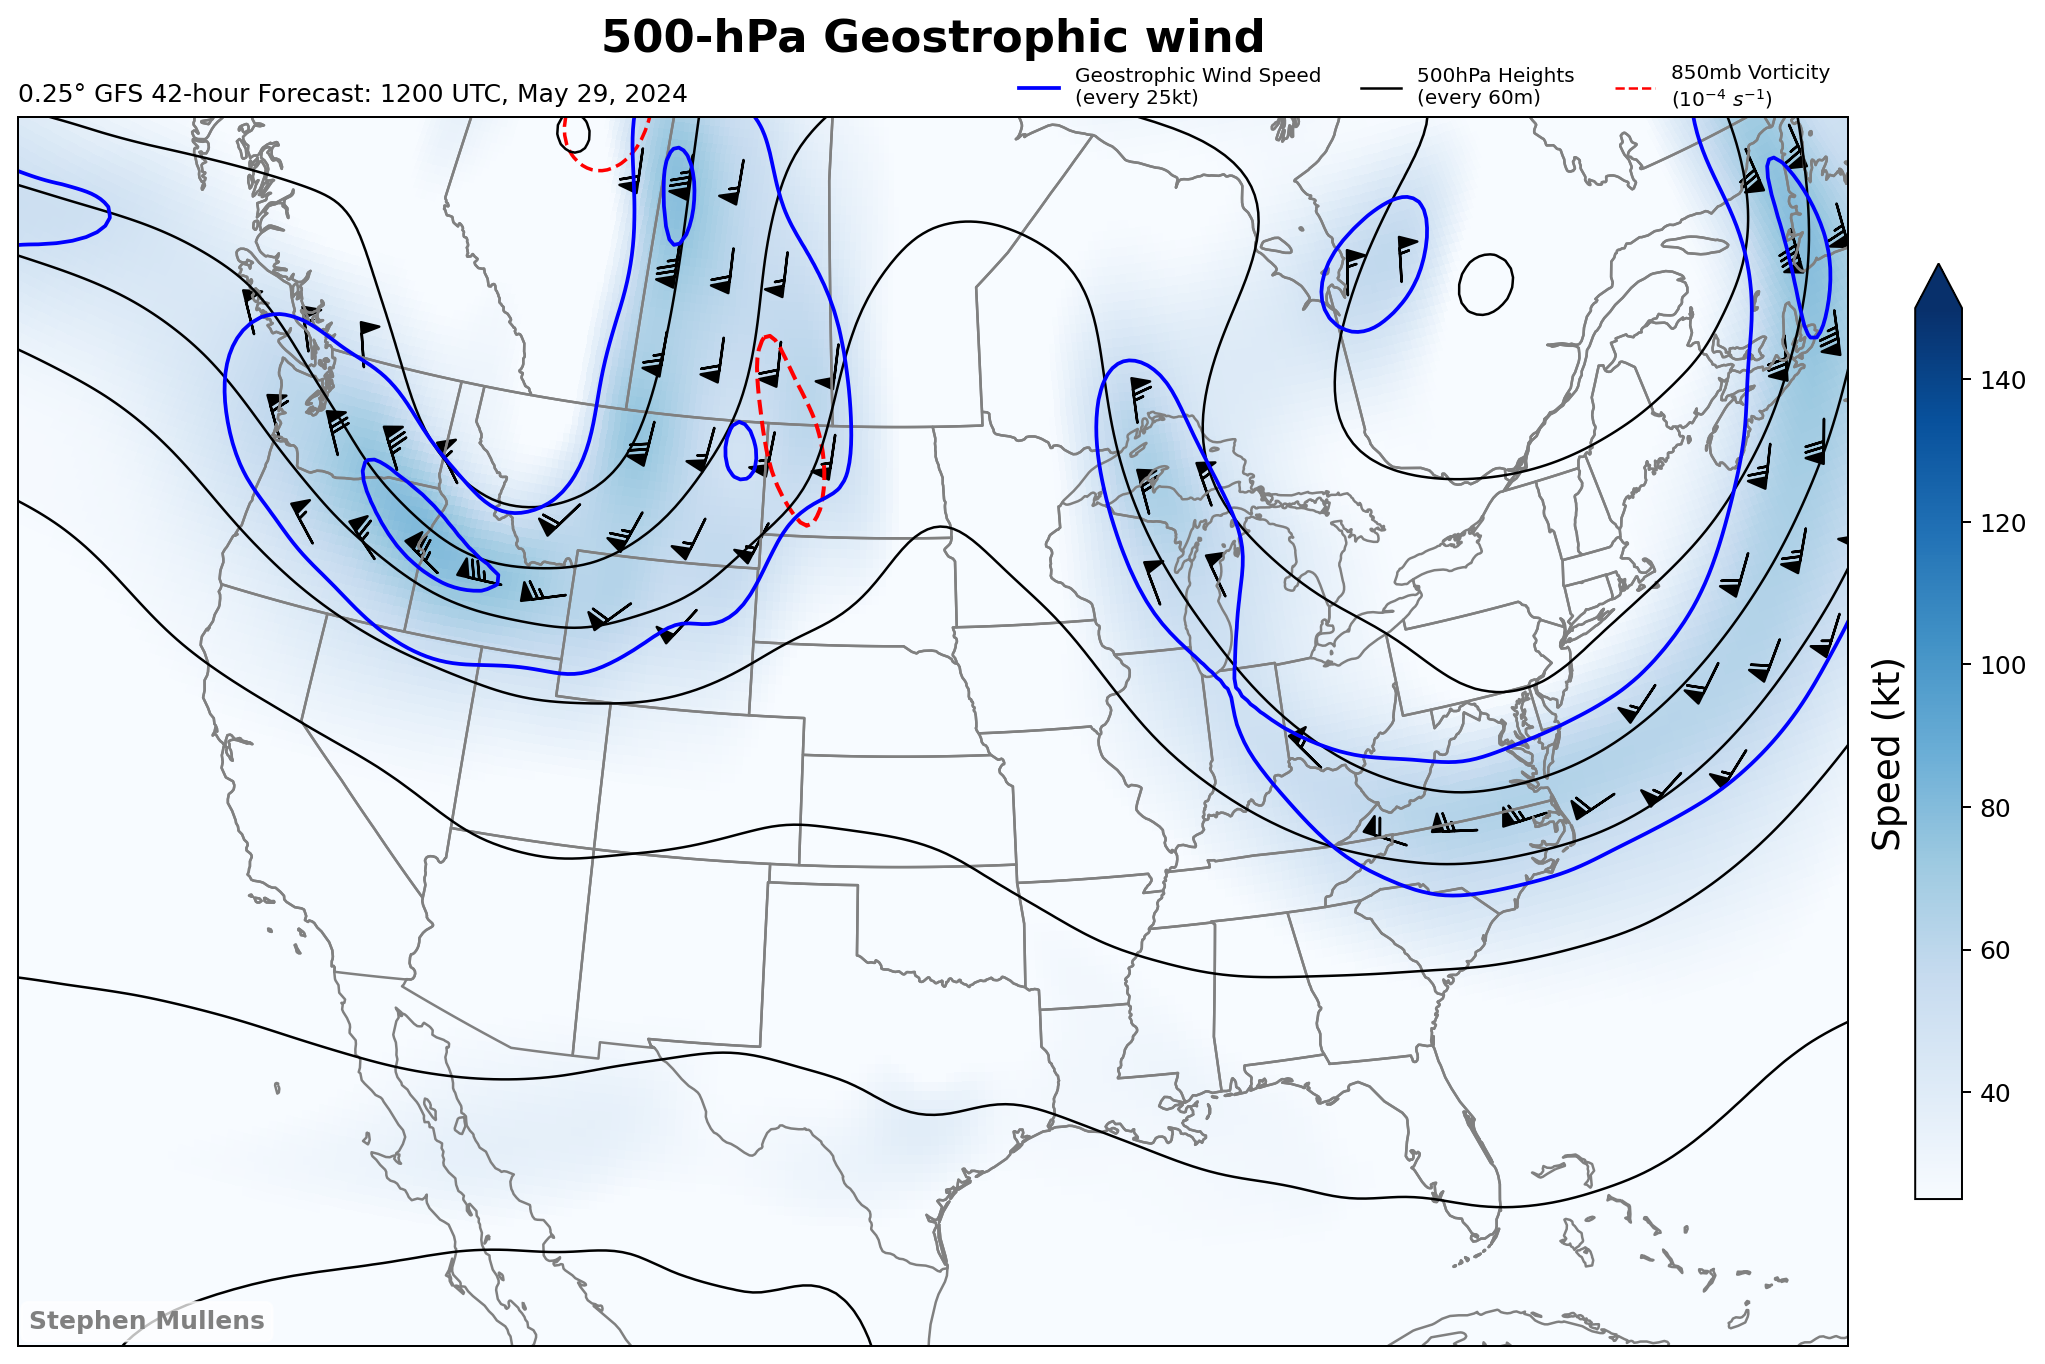 500-hPa Geostrophic wind
0.25° GFS 42-hour Forecast: 1200 UTC, May 29, 2024
Geostrophic Wind Speed
(every 25kt)
500hPa Heights
(every 60m)
850mb Vorticity
(10⁻⁴ s⁻¹)
140
120
100
80
60
40
Speed (kt)
Stephen Mullens